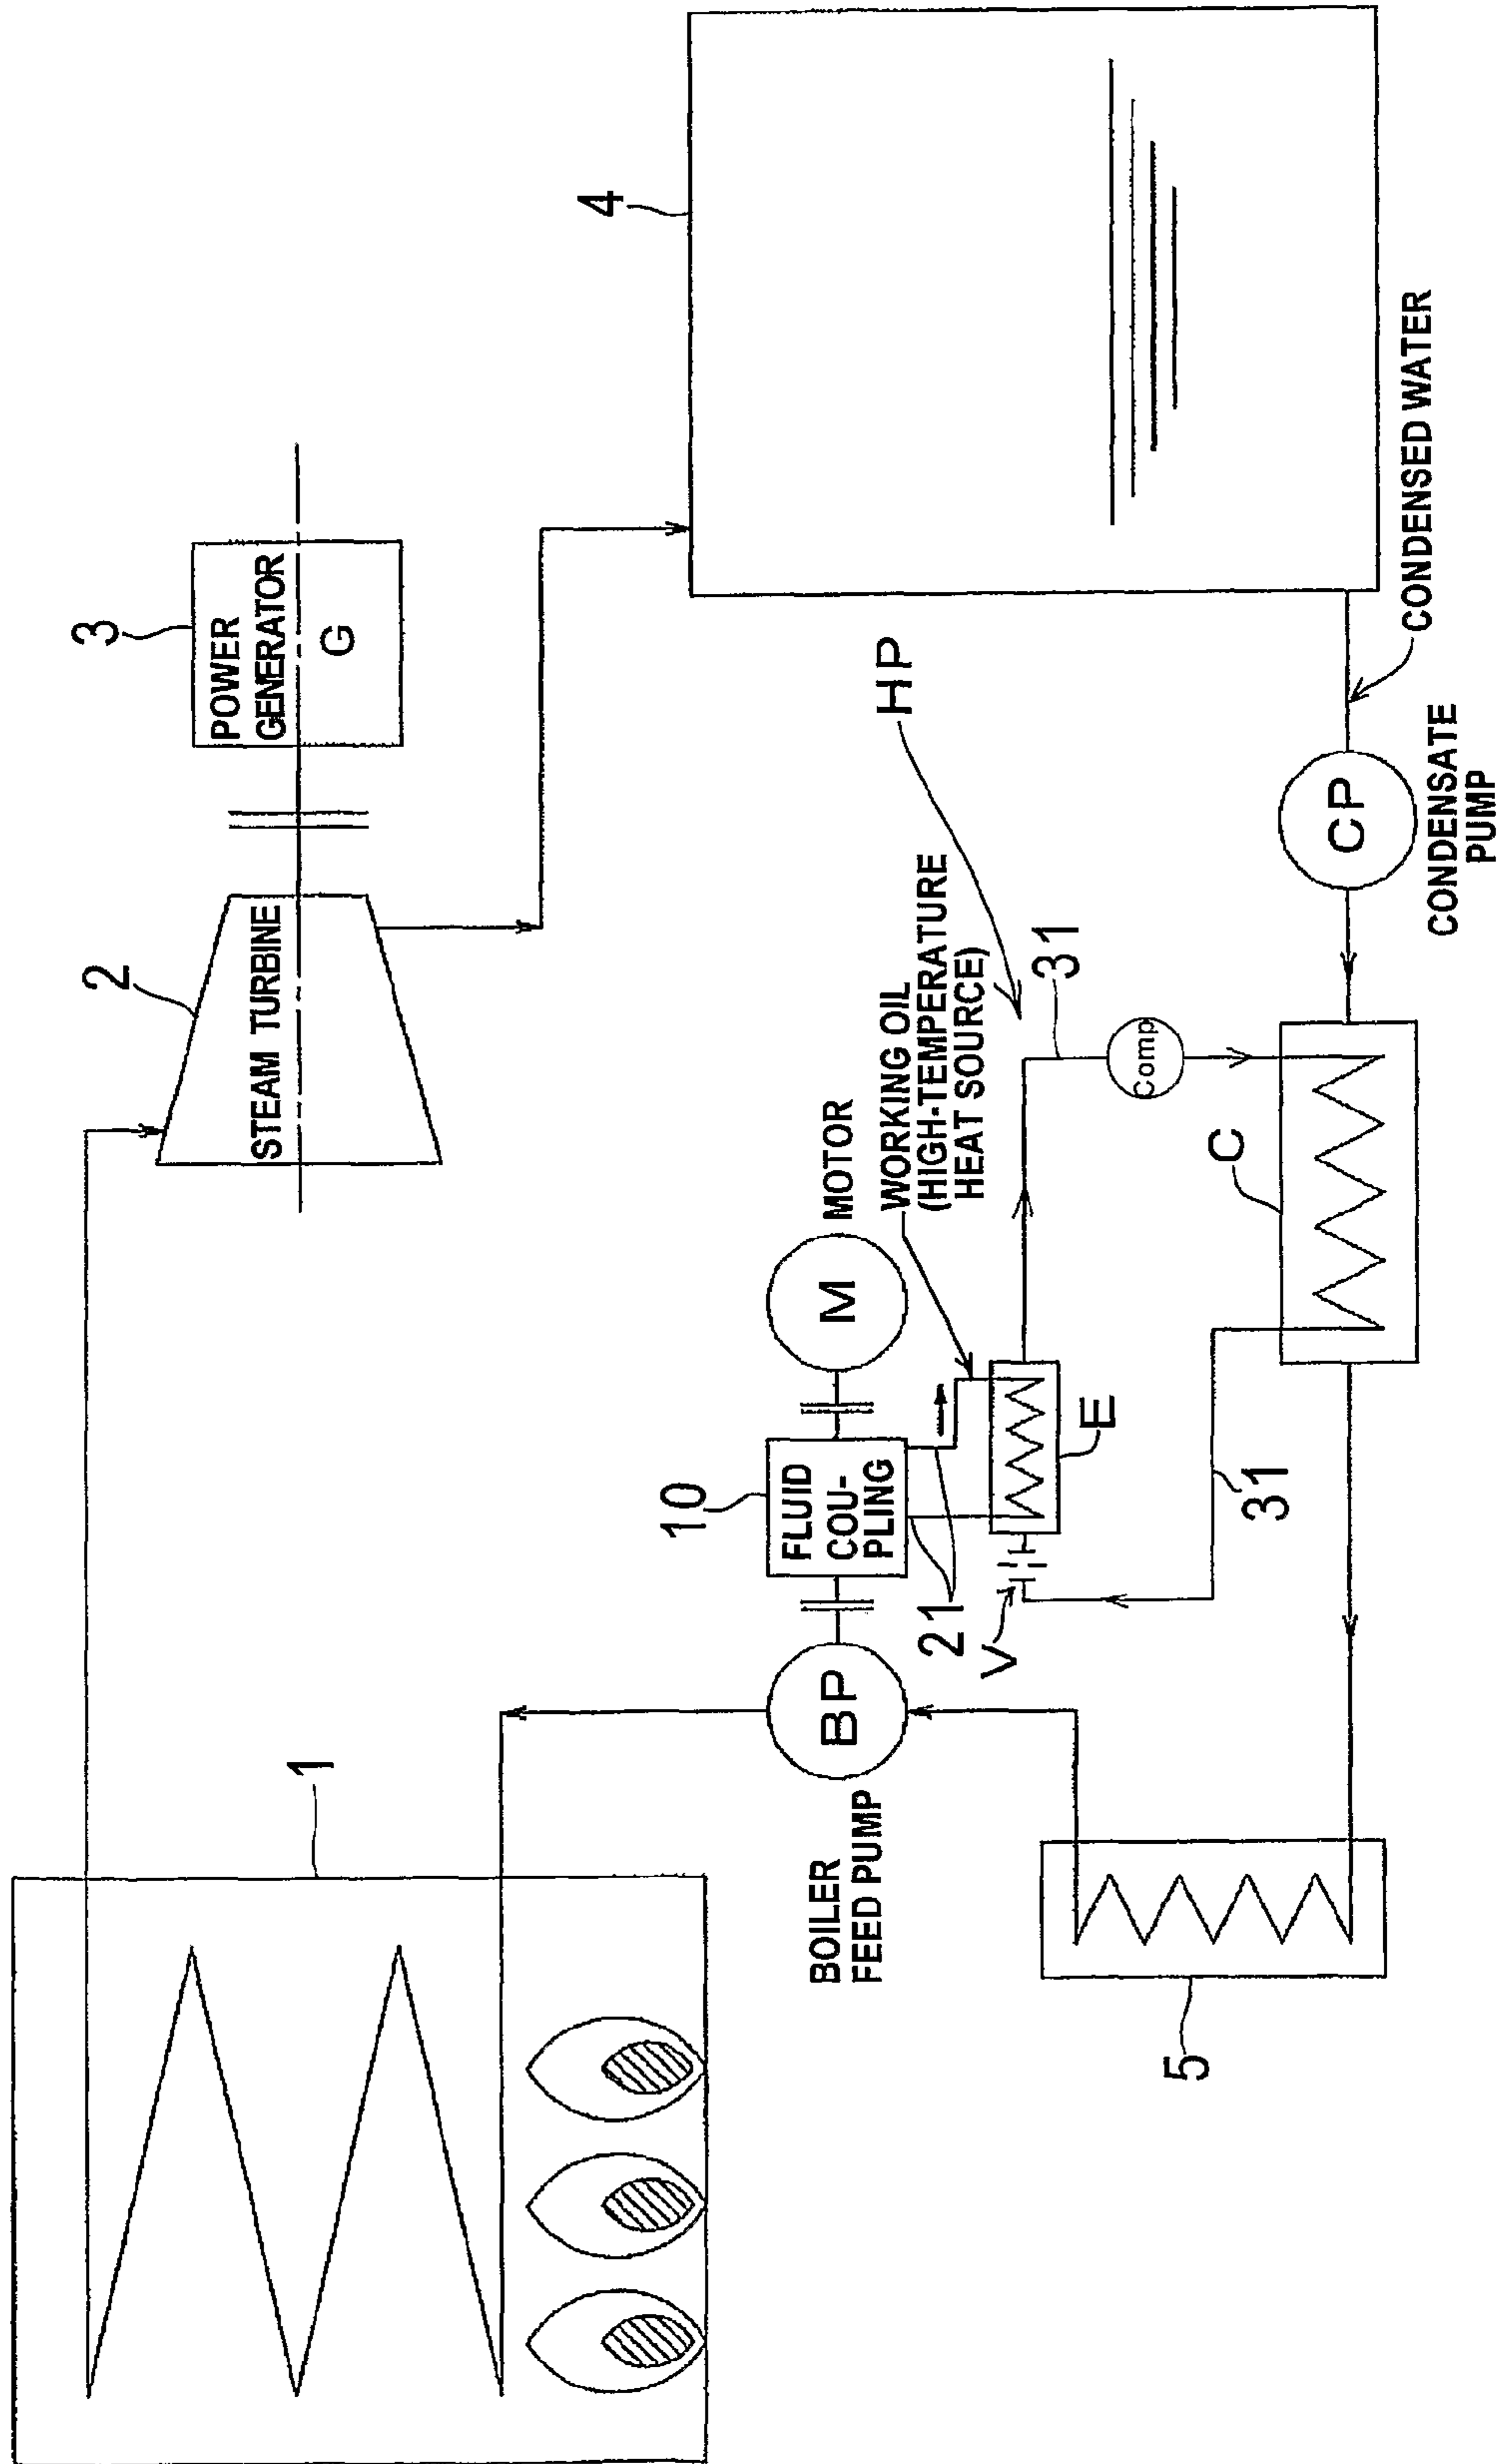 1
2
STEAM TURBINE
3
POWER
GENERATOR
G
4
10
FLUID
COU-
PLING
M
MOTOR
BP
BOILER
FEED PUMP
21
WORKING OIL
(HIGH-TEMPERATURE
HEAT SOURCE)
HP
V
E
31
Comp
31
C
5
CP
CONDENSATE
PUMP
CONDENSED WATER